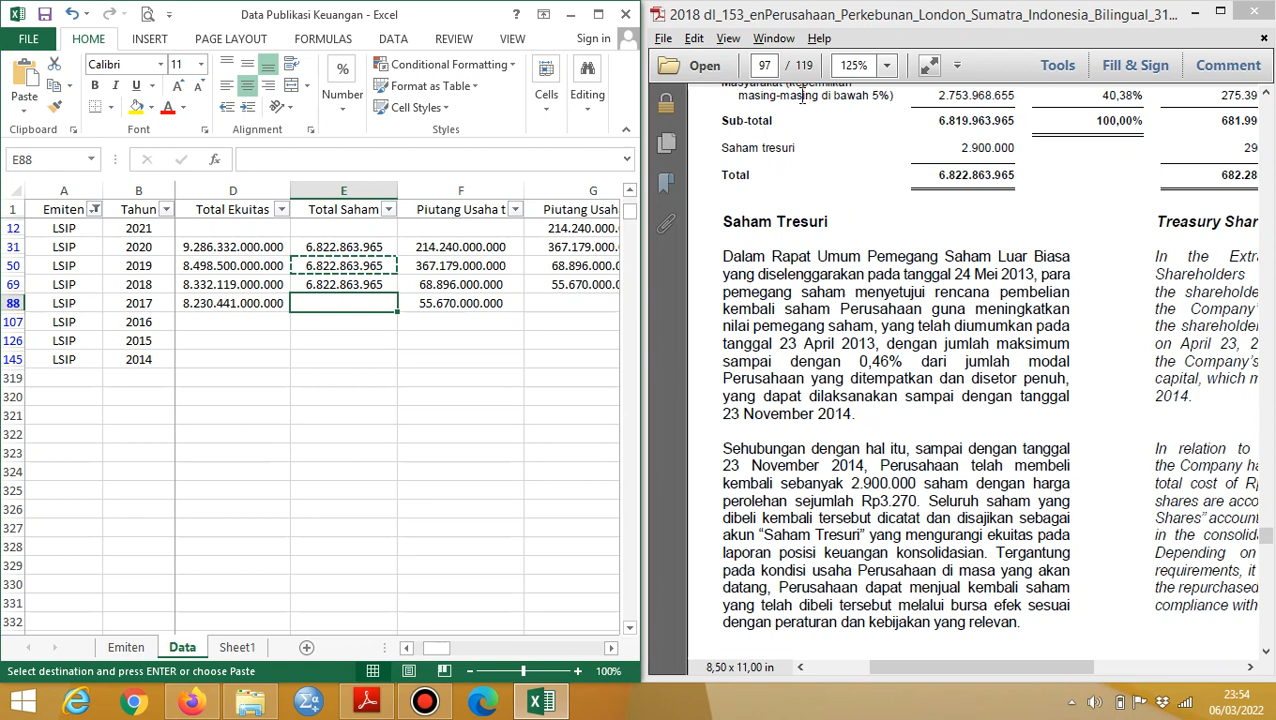 Data Publikasi Keuangan - Excel
FILE HOME INSERT PAGE LAYOUT FORMULAS DATA REVIEW VIEW Sign in
Paste
Calibri 11
Number
Conditional Formatting
Format as Table
Cell Styles
Cells
Editing
Clipboard Font Alignment Styles
E88
A B D E F G
1 Emiten Tahun Total Ekuitas Total Saham Piutang Usaha t Piutang Usah
12 LSIP 2021 214.240.000.
31 LSIP 2020 9.286.332.000.000 6.822.863.965 214.240.000.000 367.179.000.
50 LSIP 2019 8.498.500.000.000 6.822.863.965 367.179.000.000 68.896.000.0
69 LSIP 2018 8.332.119.000.000 6.822.863.965 68.896.000.000 55.670.000.0
88 LSIP 2017 8.230.441.000.000 55.670.000.000
107 LSIP 2016
126 LSIP 2015
145 LSIP 2014
319
320
321
322
323
324
325
326
327
328
329
330
331
332
Emiten Data Sheet1
Select destination and press ENTER or choose Paste 100%
2018 dl_153_enPerusahaan_Perkebunan_London_Sumatra_Indonesia_Bilingual_31...
File Edit View Window Help
Open 97 / 119 125% Tools Fill & Sign Comment
masing-masing di bawah 5%) 2.753.968.655 40,38% 275.39
Sub-total 6.819.963.965 100,00% 681.99
Saham tresuri 2.900.000 29
Total 6.822.863.965 682.28
Saham Tresuri
Dalam Rapat Umum Pemegang Saham Luar Biasa
yang diselenggarakan pada tanggal 24 Mei 2013, para
pemegang saham menyetujui rencana pembelian
kembali saham Perusahaan guna meningkatkan
nilai pemegang saham, yang telah diumumkan pada
tanggal 23 April 2013, dengan jumlah maksimum
sampai dengan 0,46% dari jumlah modal
Perusahaan yang ditempatkan dan disetor penuh,
yang dapat dilaksanakan sampai dengan tanggal
23 November 2014.
Sehubungan dengan hal itu, sampai dengan tanggal
23 November 2014, Perusahaan telah membeli
kembali sebanyak 2.900.000 saham dengan harga
perolehan sejumlah Rp3.270. Seluruh saham yang
dibeli kembali tersebut dicatat dan disajikan sebagai
akun “Saham Tresuri” yang mengurangi ekuitas pada
laporan posisi keuangan konsolidasian. Tergantung
pada kondisi usaha Perusahaan di masa yang akan
datang, Perusahaan dapat menjual kembali saham
yang telah dibeli tersebut melalui bursa efek sesuai
dengan peraturan dan kebijakan yang relevan.
Treasury Shar
In the Extra
Shareholders
the shareholde
the Company'
the sharehold
on April 23, 2
the Company's
capital, which m
2014.
In relation to
the Company ha
total cost of Rp
shares are acco
Shares” account
in the consolida
Depending on
requirements, it
the repurchased
compliance with
8,50 x 11,00 in
23:54
06/03/2022